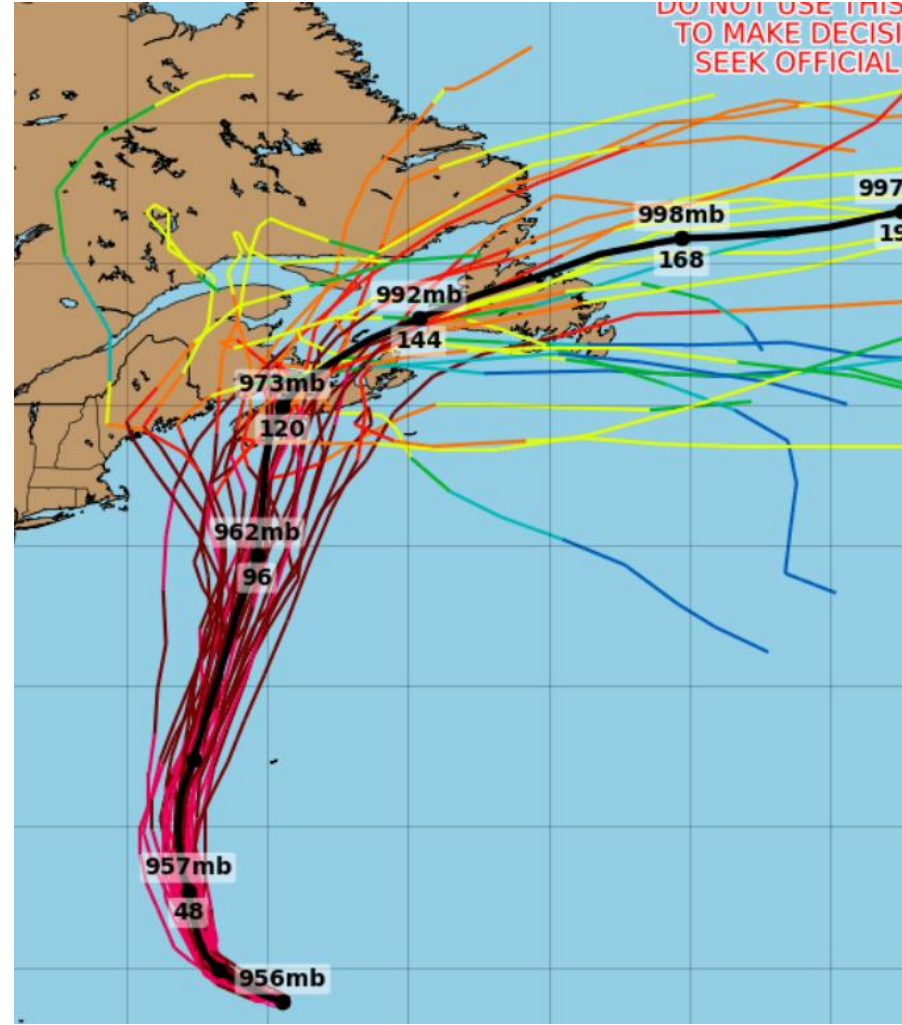 DO NOT USE THIS
TO MAKE DECISI
SEEK OFFICIAL
997
998mb
19
168
992mb
144
973mb
120
962mb
96
957mb
48
956mb